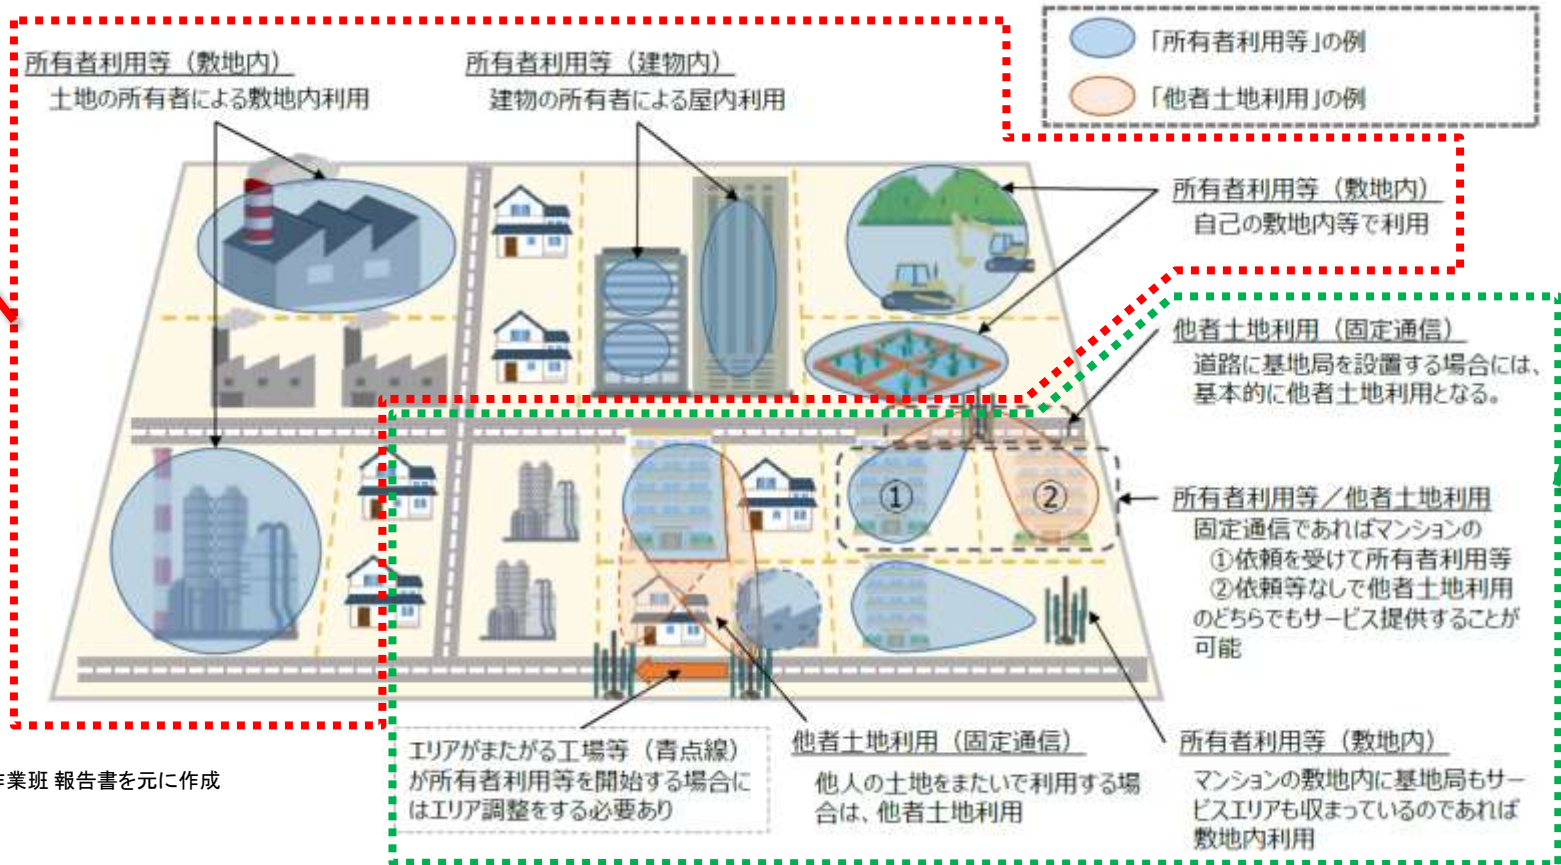 「所有者利用等」の例
「他者土地利用」の例
所有者利用等（敷地内）
土地の所有者による敷地内利用
所有者利用等（建物内）
建物の所有者による屋内利用
所有者利用等（敷地内）
自己の敷地内等で利用
他者土地利用（固定通信）
道路に基地局を設置する場合には、
基本的に他者土地利用となる。
①
②
所有者利用等／他者土地利用
固定通信であればマンションの
①依頼を受けて所有者利用等
②依頼等なしで他者土地利用
のどちらでもサービス提供することが
可能
エリアがまたがる工場等（青点線）
が所有者利用等を開始する場合に
はエリア調整をする必要あり
他者土地利用（固定通信）
他人の土地をまたいで利用する場
合は、他者土地利用
所有者利用等（敷地内）
マンションの敷地内に基地局もサー
ビスエリアも収まっているのであれば
敷地内利用
業班 報告書を元に作成